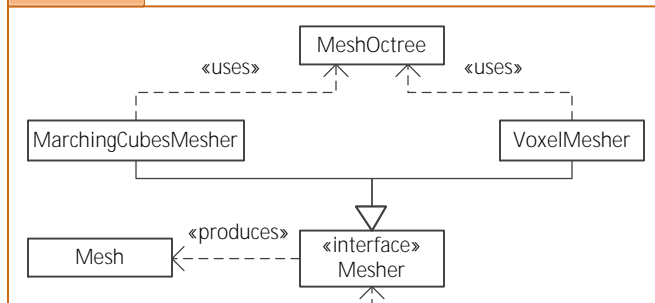 MeshOctree
«uses»
«uses»
MarchingCubesMesher
VoxelMesher
«produces»
Mesh
«interface»
Mesher